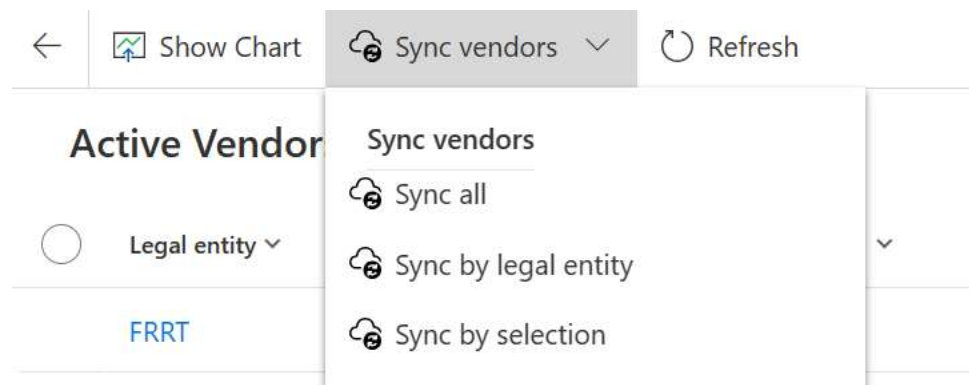 Show Chart Sync vendors Refresh
Active Vendor
Sync vendors
Sync all
Legal entity
Sync by legal entity
FRRT
Sync by selection